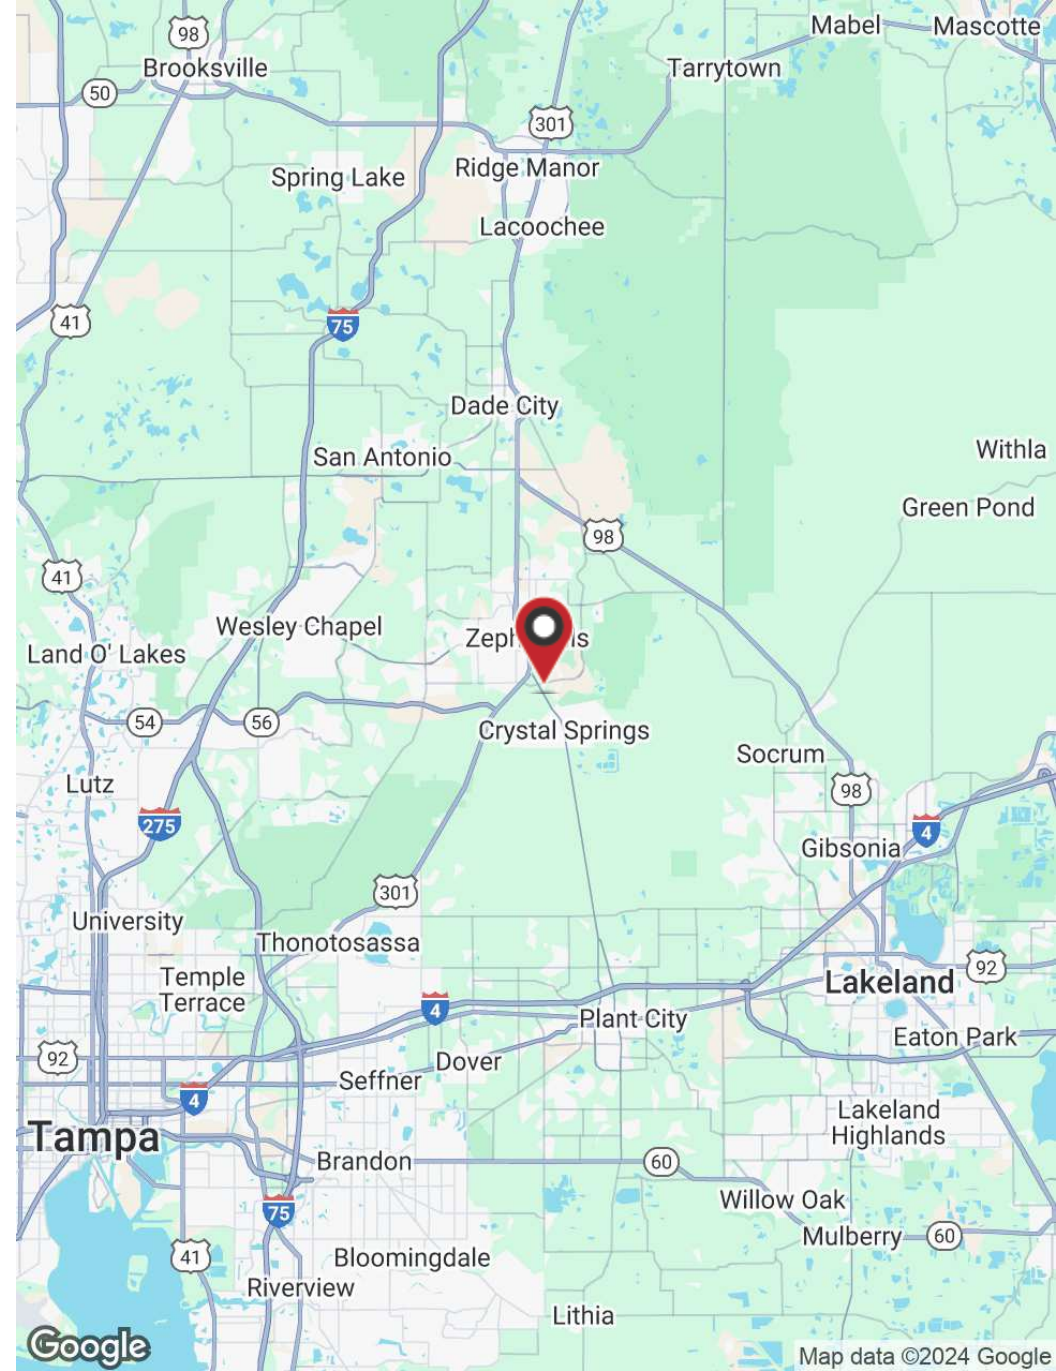 Mabel
Mascotte
98
Brooksville
Tarrytown
50
301
Ridge Manor
Spring Lake
Lacoochee
41
75
Dade City
San Antonio
Withla
Green Pond
98
41
Wesley Chapel
Zeph
s
Land O' Lakes
54
56
Crystal Springs
Socrum
Lutz
98
275
4
Gibsonia
301
University
Thonotosassa
Temple
Terrace
92
Lakeland
4
Plant City
Eaton Park
92
Dover
Seffner
4
Lakeland
Highlands
Tampa
Brandon
60
75
Willow Oak
Mulberry
60
41
Bloomingdale
Riverview
Lithia
Google
Map data ©2024 Google